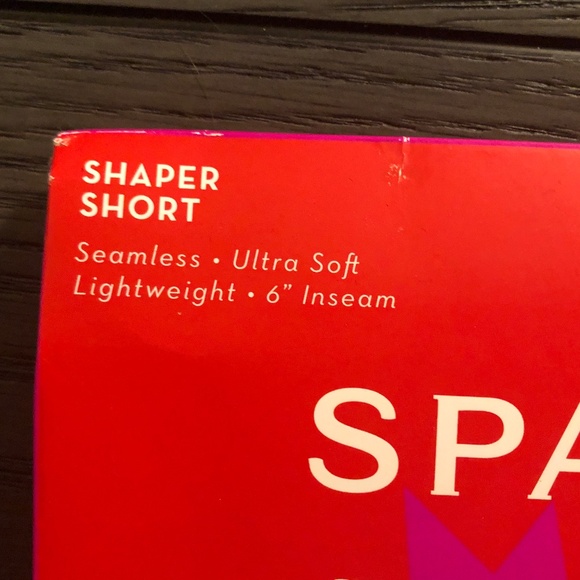 SHAPER
SHORT
Seamless • Ultra Soft
Lightweight • 6” Inseam
SPA